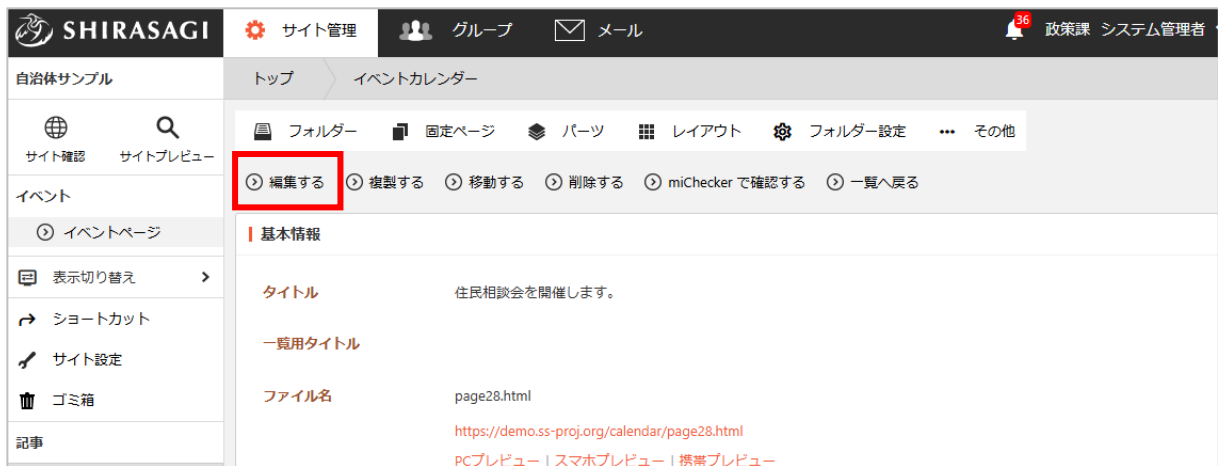 SHIRASAGI サイト管理 グループ メール 36 政策課 システム管理者
自治体サンプル トップ イベントカレンダー
フォルダー 固定ページ パーツ レイアウト フォルダー設定 ••• その他
サイト確認 サイトプレビュー
編集する 複製する 移動する 削除する miChecker で確認する 一覧へ戻る
イベント
イベントページ
基本情報
表示切り替え
タイトル 住民相談会を開催します。
ショートカット
一覧用タイトル
サイト設定
ゴミ箱
ファイル名 page28.html
https://demo.ss-proj.org/calendar/page28.html
記事
PCプレビュー | スマホプレビュー | 携帯プレビュー